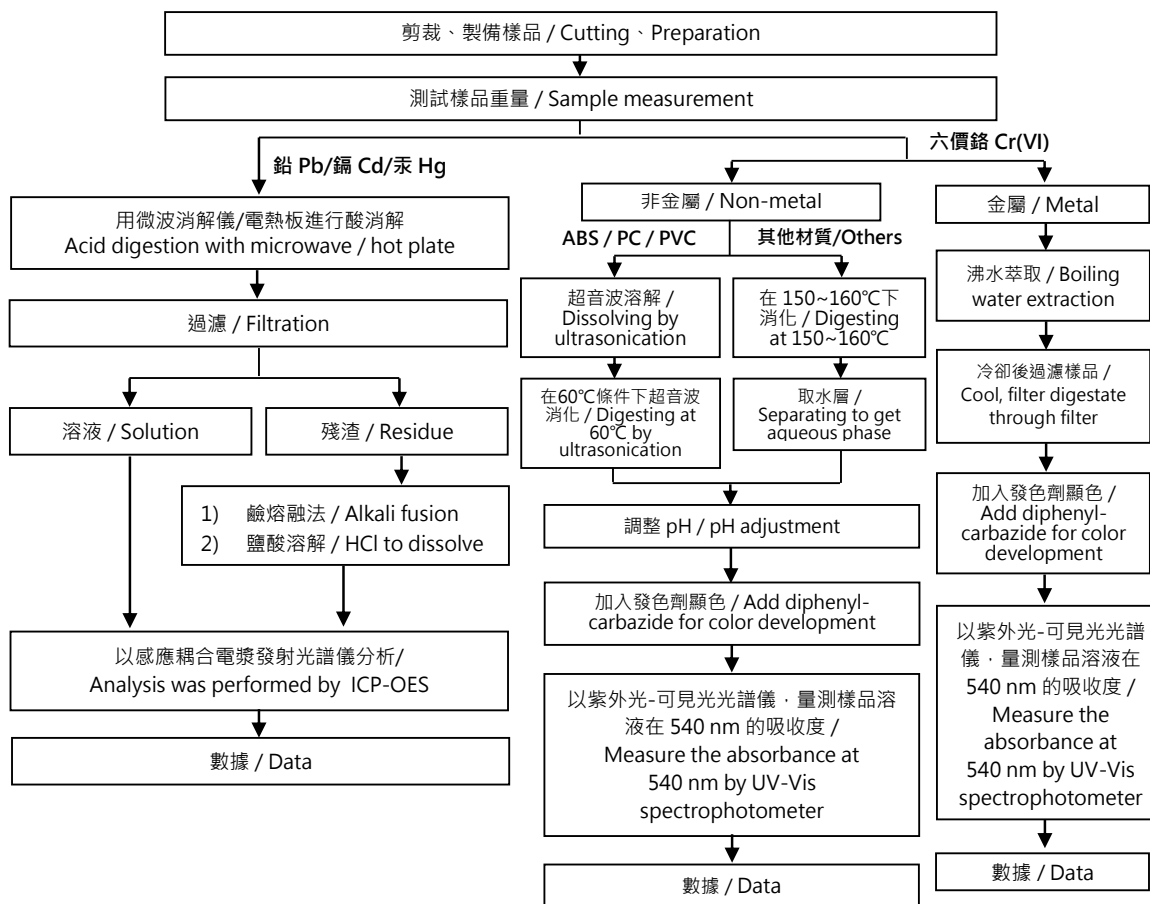 剪裁、製備樣品 / Cutting、Preparation
測試樣品重量 / Sample measurement
鉛 Pb/鎘 Cd/汞 Hg
六價鉻 Cr(VI)
用微波消解儀/電熱板進行酸消解
Acid digestion with microwave / hot plate
過濾 / Filtration
溶液 / Solution
殘渣 / Residue
1) 鹼熔融法 / Alkali fusion
2) 鹽酸溶解 / HCl to dissolve
以感應耦合電漿發射光譜儀分析/
Analysis was performed by ICP-OES
數據 / Data
非金屬 / Non-metal
ABS / PC / PVC
其他材質/Others
超音波溶解 /
Dissolving by
ultrasonication
在 150~160℃下
消化 / Digesting
at 150~160℃
在60℃條件下超音波
消化 / Digesting at
60℃ by
ultrasonication
取水層 /
Separating to get
aqueous phase
調整 pH / pH adjustment
加入發色劑顯色 / Add diphenyl-
carbazide for color development
以紫外光-可見光光譜儀，量測樣品溶
液在 540 nm 的吸收度 /
Measure the absorbance at
540 nm by UV-Vis
spectrophotometer
數據 / Data
金屬 / Metal
沸水萃取 / Boiling
water extraction
冷卻後過濾樣品 /
Cool, filter digestate
through filter
加入發色劑顯色 /
Add diphenyl-
carbazide for color
development
以紫外光-可見光光譜
儀，量測樣品溶液在
540 nm 的吸收度 /
Measure the
absorbance at
540 nm by UV-Vis
spectrophotometer
數據 / Data